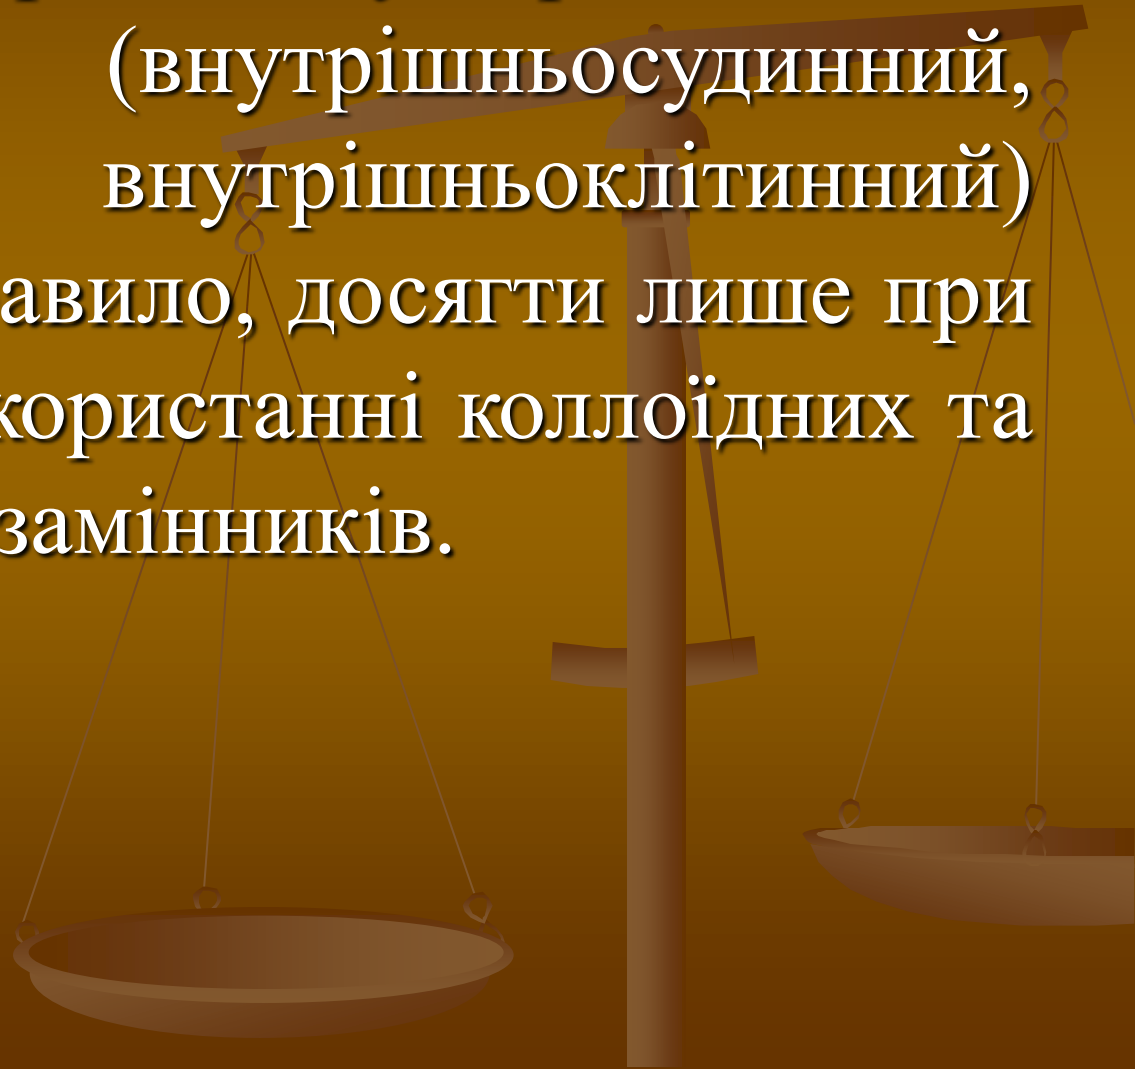 (внутрішньосудинний,
внутрішньоклітинний)
авило, досягти лише при
користанні коллоїдних та
замінників.